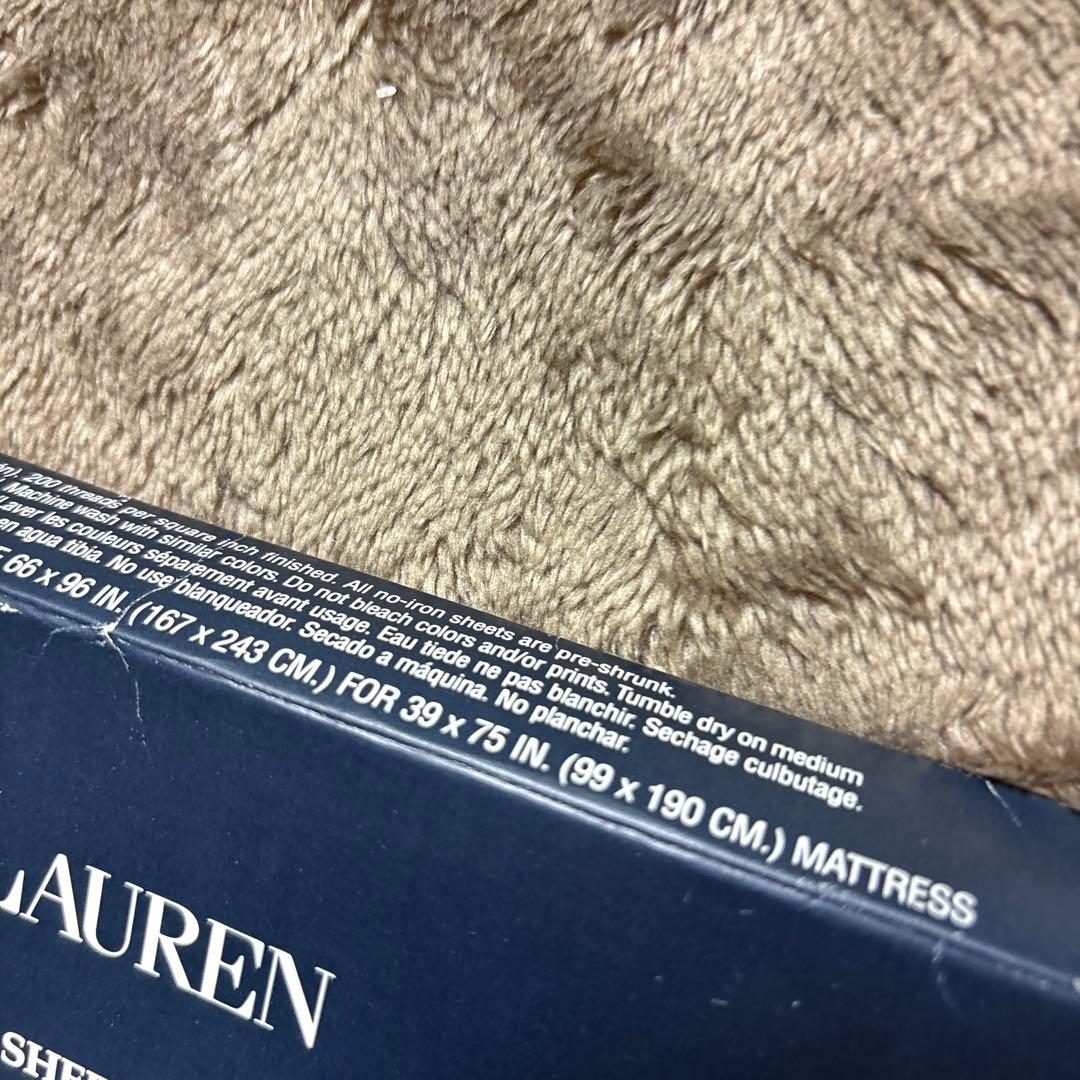 200 threads per square inch finished. All no-iron sheets are pre-shrunk.
Machine wash with similar colors. Do not bleach colors and/or prints. Tumble dry on medium
Laver les couleurs séparement avant usage. Eau tiede ne pas blanchir. Sechage culbutage.
en agua tibia. No use blanqueador. Secado a máquina. No planchar.
66 x 96 IN. (167 x 243 CM.) FOR 39 x 75 IN. (99 x 190 CM.) MATTRESS
LAUREN